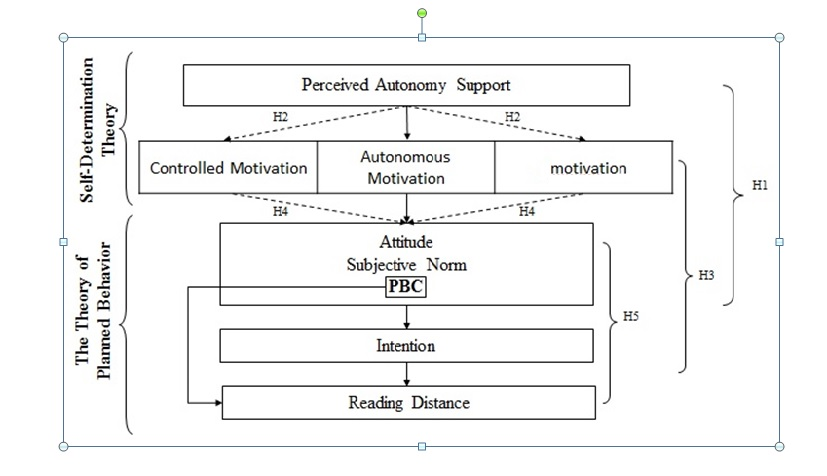 Self-Determination
Theory
Perceived Autonomy Support
H2
H2
Controlled Motivation
Autonomous
Motivation
motivation
H1
H4
H4
The Theory of
Planned Behavior
Attitude
Subjective Norm
PBC
H3
H5
Intention
Reading Distance